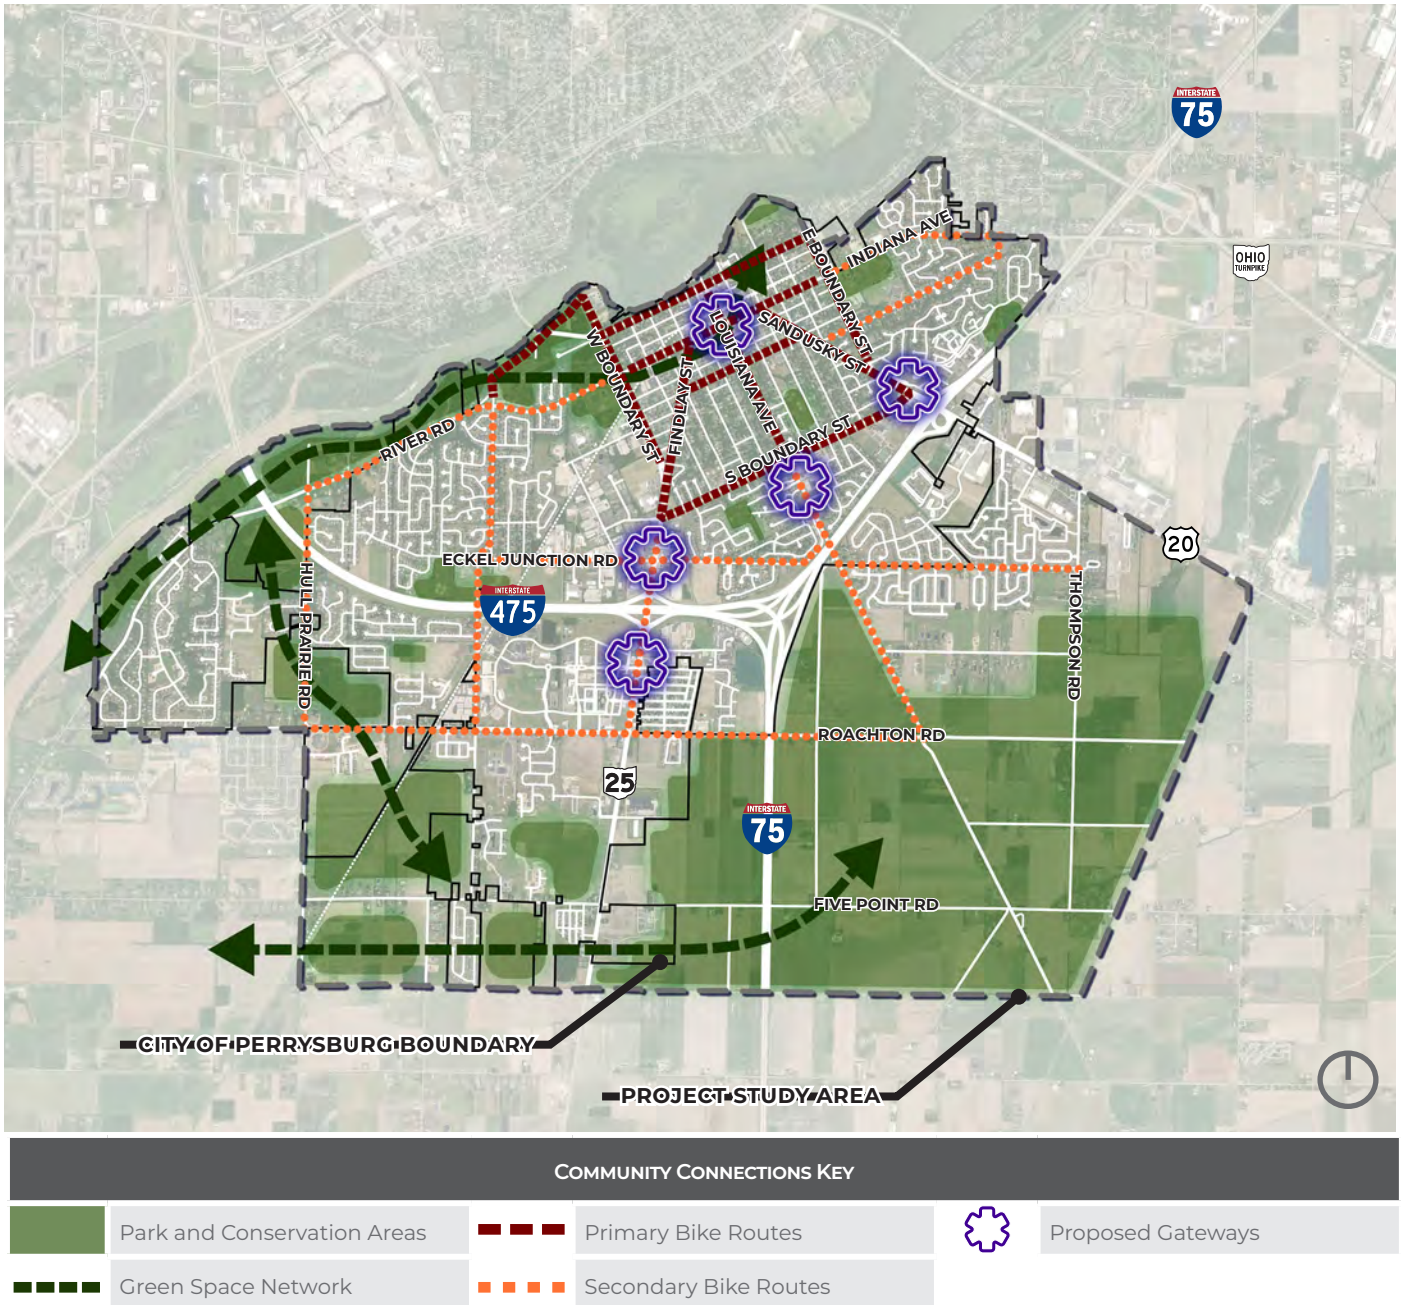 INTERSTATE
75
OHIO
TURNPIKE
INDIANA AVE
E BOUNDARY ST
SANDUSKY ST
LOUISIANA AVE
W BOUNDARY ST
FINDLAY ST
S BOUNDARY ST
RIVER RD
20
ECKEL JUNCTION RD
INTERSTATE
475
HULL PRAIRIE RD
THOMPSON RD
ROACHTON RD
25
INTERSTATE
75
FIVE POINT RD
CITY OF PERRYSBURG BOUNDARY
PROJECT STUDY AREA
COMMUNITY CONNECTIONS KEY
Park and Conservation Areas
Primary Bike Routes
Proposed Gateways
Green Space Network
Secondary Bike Routes